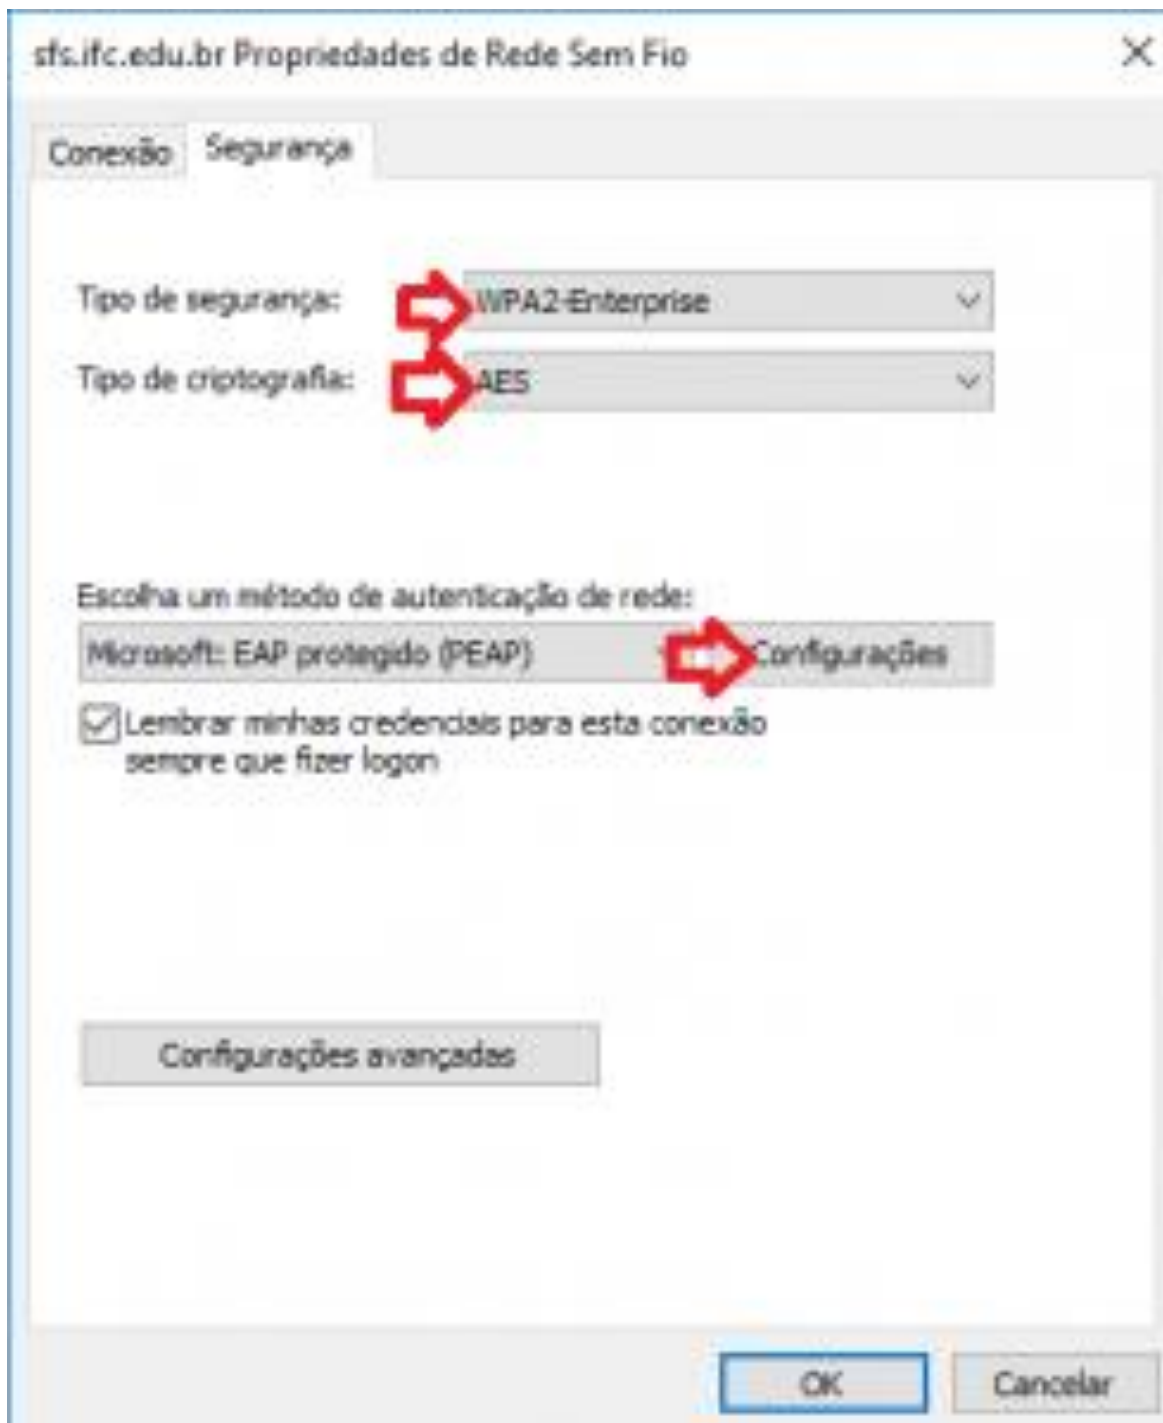 sfs.ifc.edu.br Propriedades de Rede Sem Fio
Conexão Segurança
Tipo de segurança: WPA2-Enterprise
Tipo de criptografia: AES
Escolha um método de autenticação de rede:
Microsoft: EAP protegido (PEAP) Configurações
Lembrar minhas credenciais para esta conexão
sempre que fizer logon
Configurações avançadas
OK Cancelar